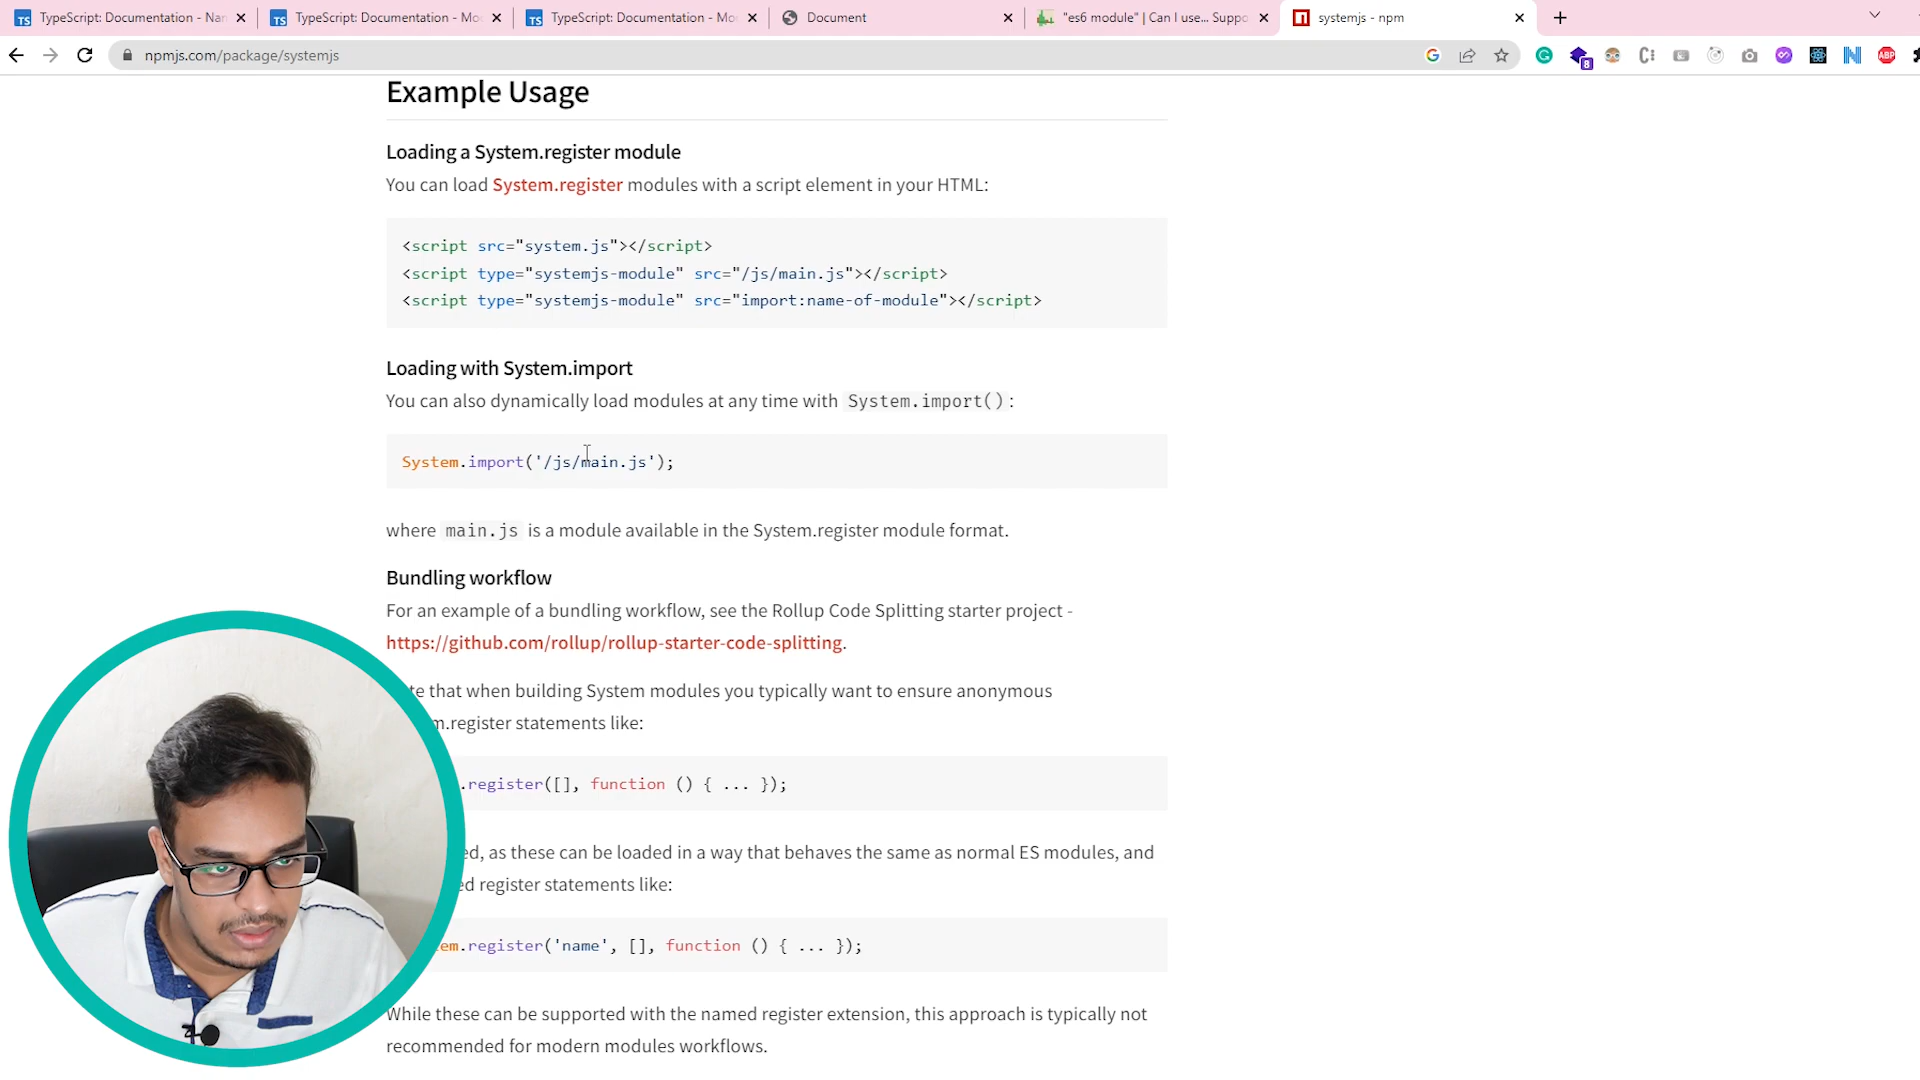 TypeScript: Documentation - Nar
TypeScript: Documentation - Mo
TypeScript: Documentation - Mo
Document
"es6 module" | Can I use... Suppo
systemjs - npm
npmjs.com/package/systemjs
Example Usage
Loading a System.register module
You can load System.register modules with a script element in your HTML:
<script src="system.js"></script>
<script type="systemjs-module" src="/js/main.js"></script>
<script type="systemjs-module" src="import:name-of-module"></script>
Loading with System.import
You can also dynamically load modules at any time with System.import() :
System.import('/js/main.js');
where main.js is a module available in the System.register module format.
Bundling workflow
For an example of a bundling workflow, see the Rollup Code Splitting starter project -
https://github.com/rollup/rollup-starter-code-splitting.
te that when building System modules you typically want to ensure anonymous
m.register statements like:
.register([], function () { ... });
ed, as these can be loaded in a way that behaves the same as normal ES modules, and
ed register statements like:
em.register('name', [], function () { ... });
While these can be supported with the named register extension, this approach is typically not
recommended for modern modules workflows.